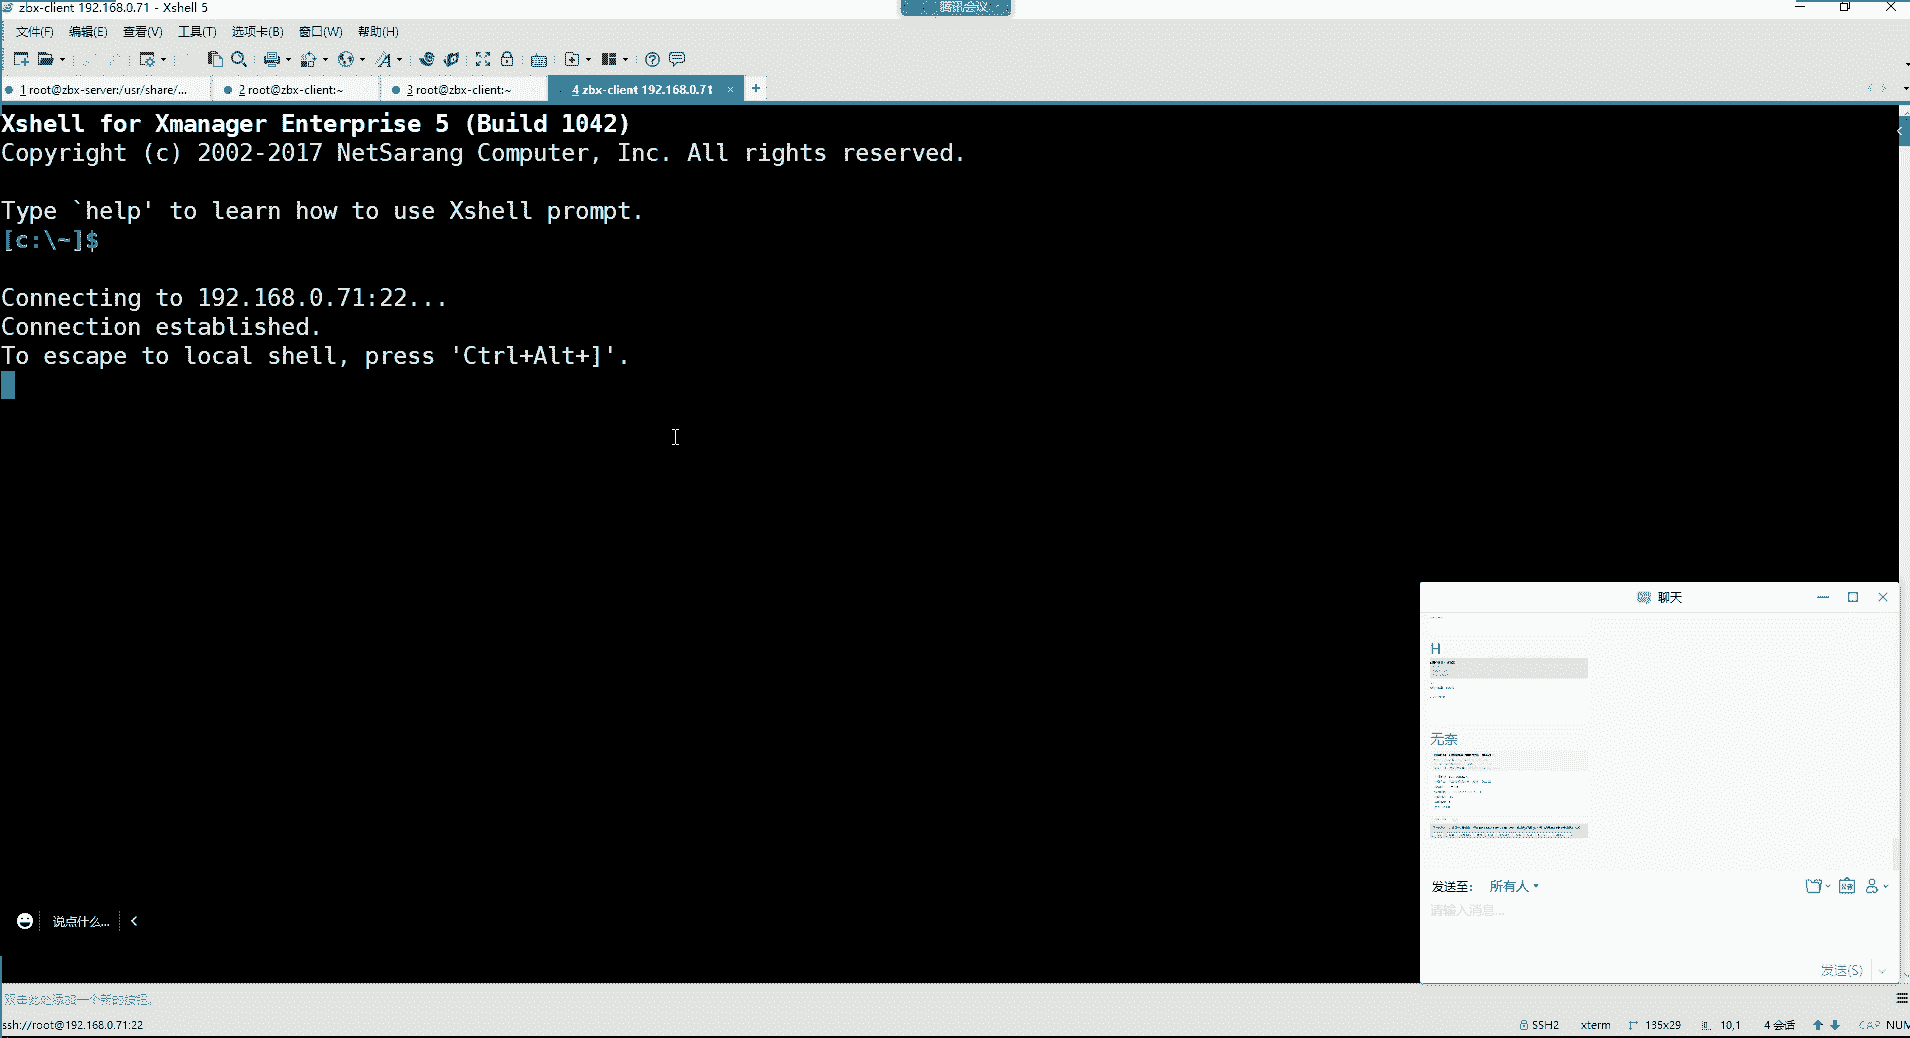 zbx-client 192.168.0.71 - Xshell 5
腾讯会议
文件(F) 编辑(E) 查看(V) 工具(T) 选项卡(B) 窗口(W) 帮助(H)
1 root@zbx-server:/usr/share/... 2 root@zbx-client:~ 3 root@zbx-client:~ 4 zbx-client 192.168.0.71
Xshell for Xmanager Enterprise 5 (Build 1042)
Copyright (c) 2002-2017 NetSarang Computer, Inc. All rights reserved.
Type `help' to learn how to use Xshell prompt.
[c:\~]$
Connecting to 192.168.0.71:22...
Connection established.
To escape to local shell, press 'Ctrl+Alt+]'.
聊天
H
无奈
发送至： 所有人
请输入消息...
说点什么...
发送(S)
双击此处添加一个新的按钮。
ssh://root@192.168.0.71:22 SSH2 xterm 135x29 10,1 4 会话 CAP NUM